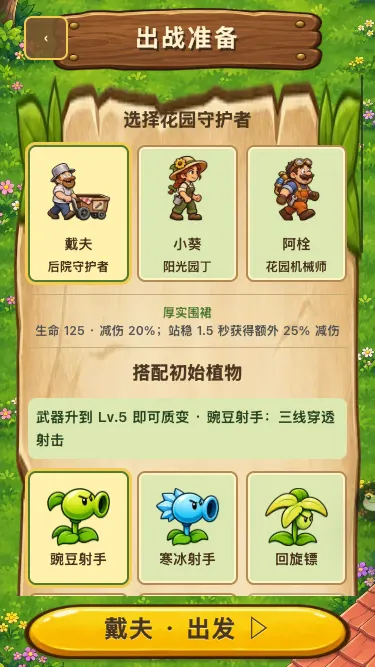 出战准备
选择花园守护者
戴夫
后院守护者
小葵
阳光园丁
阿栓
花园机械师
厚实围裙
生命 125 · 减伤 20%；站稳 1.5 秒获得额外 25% 减伤
搭配初始植物
武器升到 Lv.5 即可质变 · 豌豆射手：三线穿透
射击
豌豆射手
寒冰射手
回旋镖
戴夫 · 出发 ▷